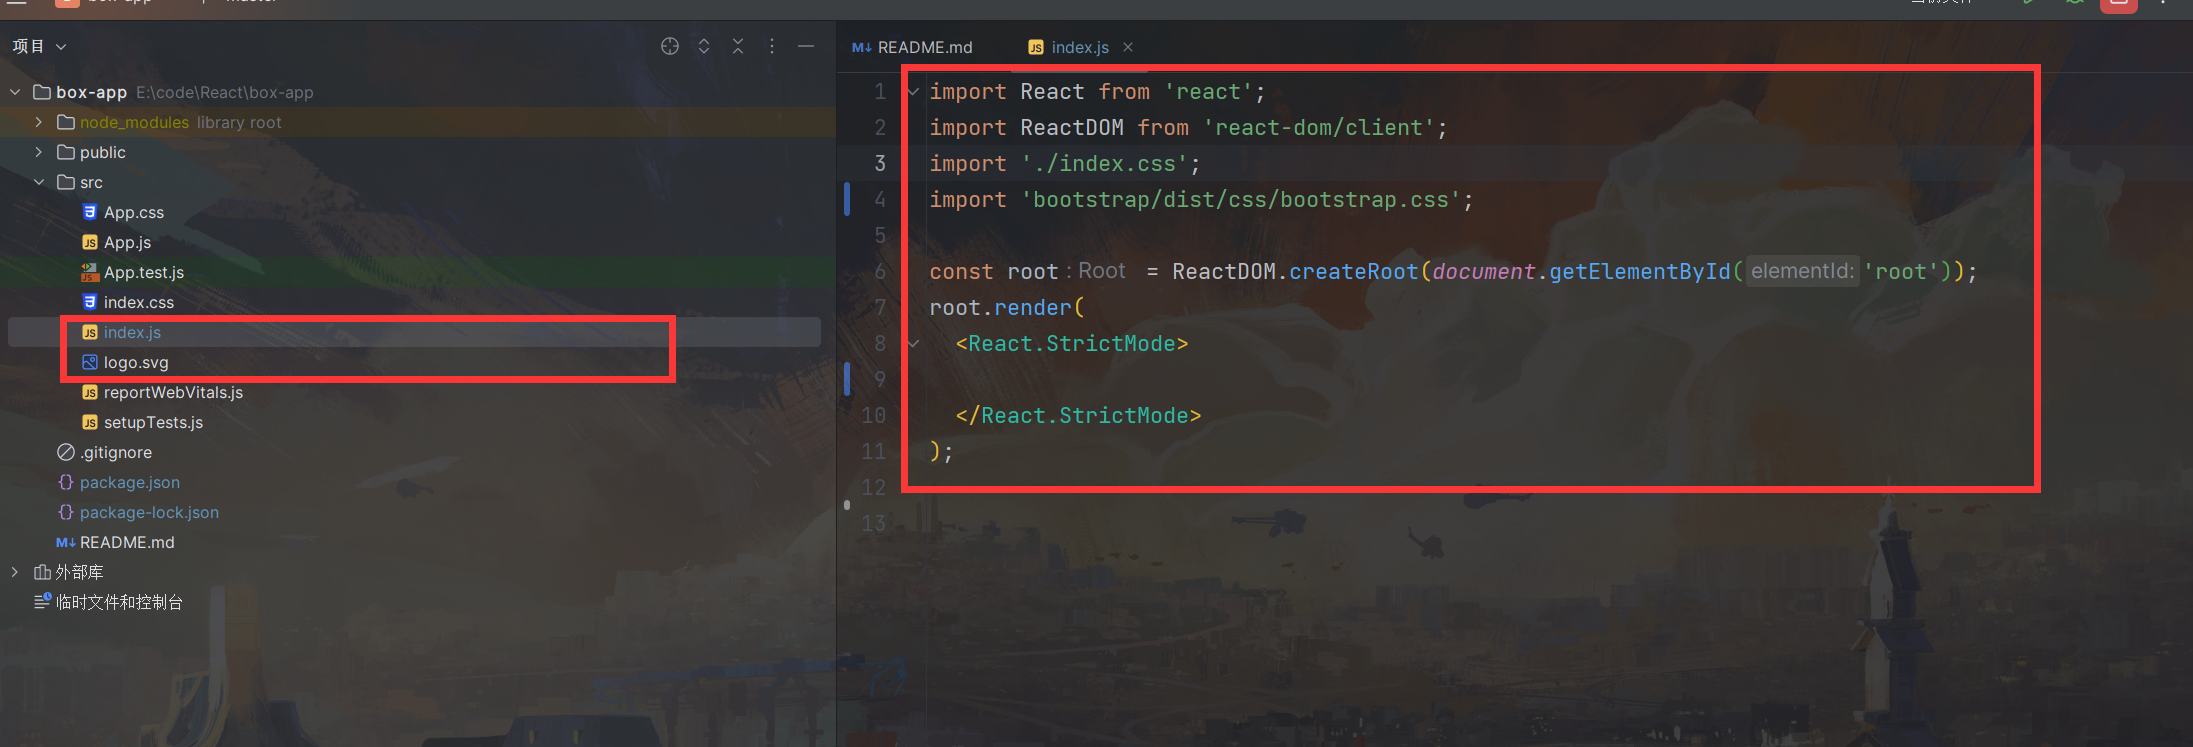 项目
box-app E:\code\React\box-app
node_modules library root
public
src
App.css
App.js
App.test.js
index.css
index.js
logo.svg
reportWebVitals.js
setupTests.js
.gitignore
package.json
package-lock.json
README.md
外部库
临时文件和控制台
README.md index.js
1 import React from 'react';
2 import ReactDOM from 'react-dom/client';
3 import './index.css';
4 import 'bootstrap/dist/css/bootstrap.css';
5
6 const root : Root = ReactDOM.createRoot(document.getElementById( elementId: 'root'));
7 root.render(
8 <React.StrictMode>
9
10 </React.StrictMode>
11 );
12
13